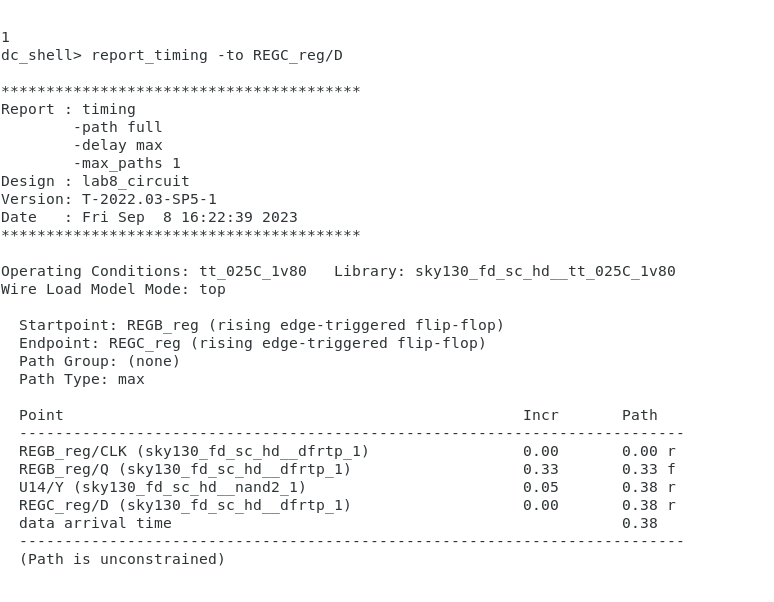 1
dc_shell> report_timing -to REGC_reg/D
****************************************
Report : timing
        -path full
        -delay max
        -max_paths 1
Design : lab8_circuit
Version: T-2022.03-SP5-1
Date   : Fri Sep  8 16:22:39 2023
****************************************
Operating Conditions: tt_025C_1v80   Library: sky130_fd_sc_hd__tt_025C_1v80
Wire Load Model Mode: top
  Startpoint: REGB_reg (rising edge-triggered flip-flop)
  Endpoint: REGC_reg (rising edge-triggered flip-flop)
  Path Group: (none)
  Path Type: max
  Point                                                   Incr       Path
  --------------------------------------------------------------------------
  REGB_reg/CLK (sky130_fd_sc_hd__dfrtp_1)                 0.00       0.00 r
  REGB_reg/Q (sky130_fd_sc_hd__dfrtp_1)                   0.33       0.33 f
  U14/Y (sky130_fd_sc_hd__nand2_1)                        0.05       0.38 r
  REGC_reg/D (sky130_fd_sc_hd__dfrtp_1)                   0.00       0.38 r
  data arrival time                                                  0.38
  --------------------------------------------------------------------------
  (Path is unconstrained)